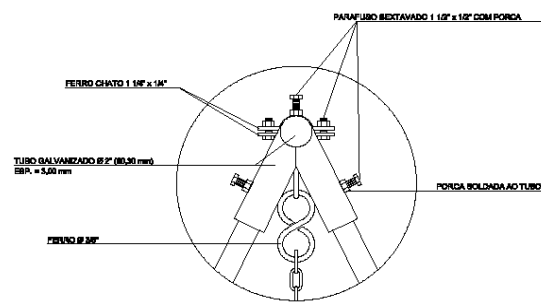 PARAFUSO SEXTAVADO 1 1/2" x 1/2" COM PORCA
FERRO CHATO 1 1/4" x 1/4"
TUBO GALVANIZADO Ø 2" (60,30 mm)
ESP. = 3,00 mm
PORCA SOLDADA AO TUBO
FERRO Ø 3/8"